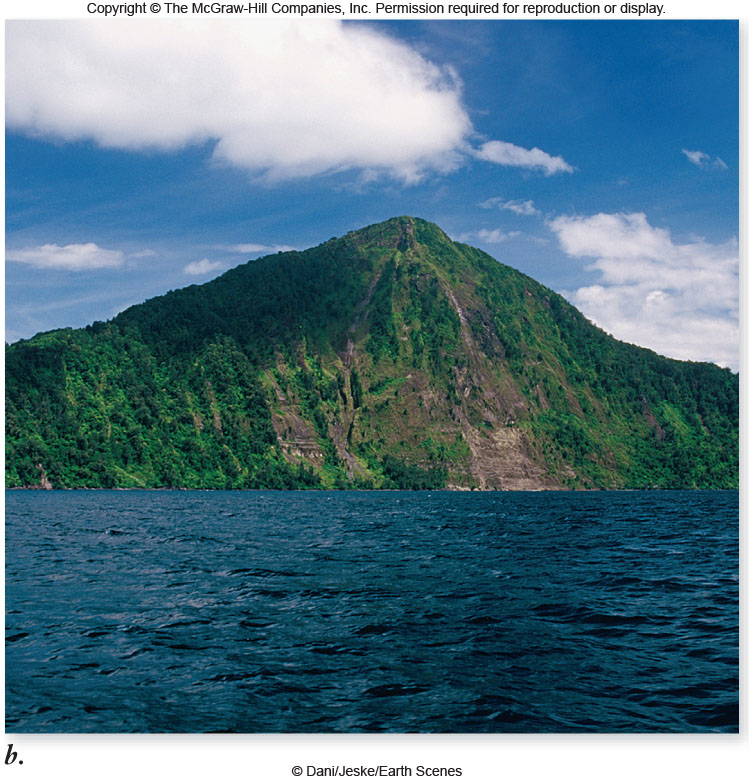 Copyright © The McGraw-Hill Companies, Inc. Permission required for reproduction or display.
b.
© Dani/Jeske/Earth Scenes